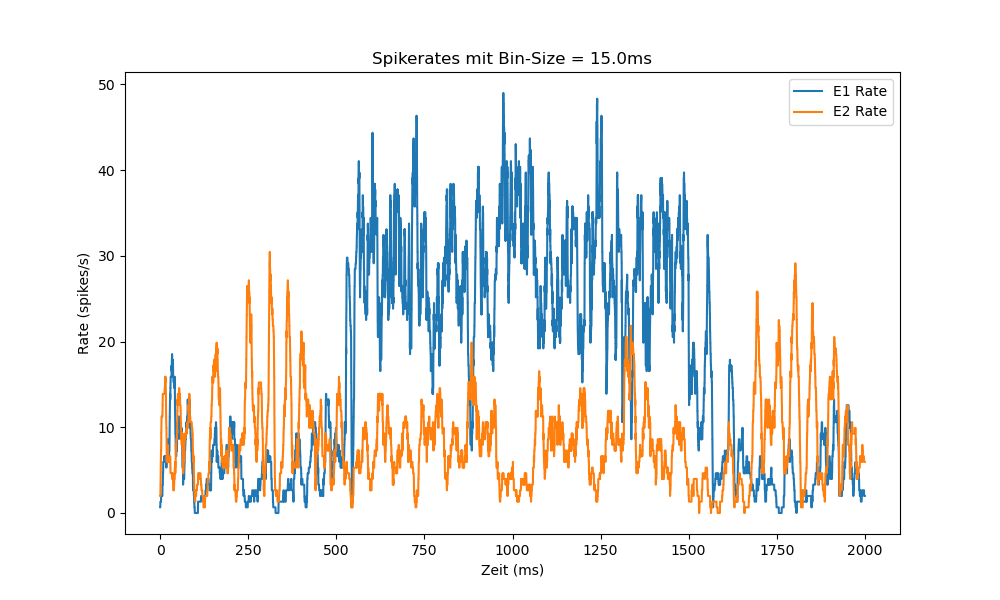 Spikerates mit Bin-Size = 15.0ms
E1 Rate
E2 Rate
Rate (spikes/s)
50
40
30
20
10
0
0 250 500 750 1000 1250 1500 1750 2000
Zeit (ms)